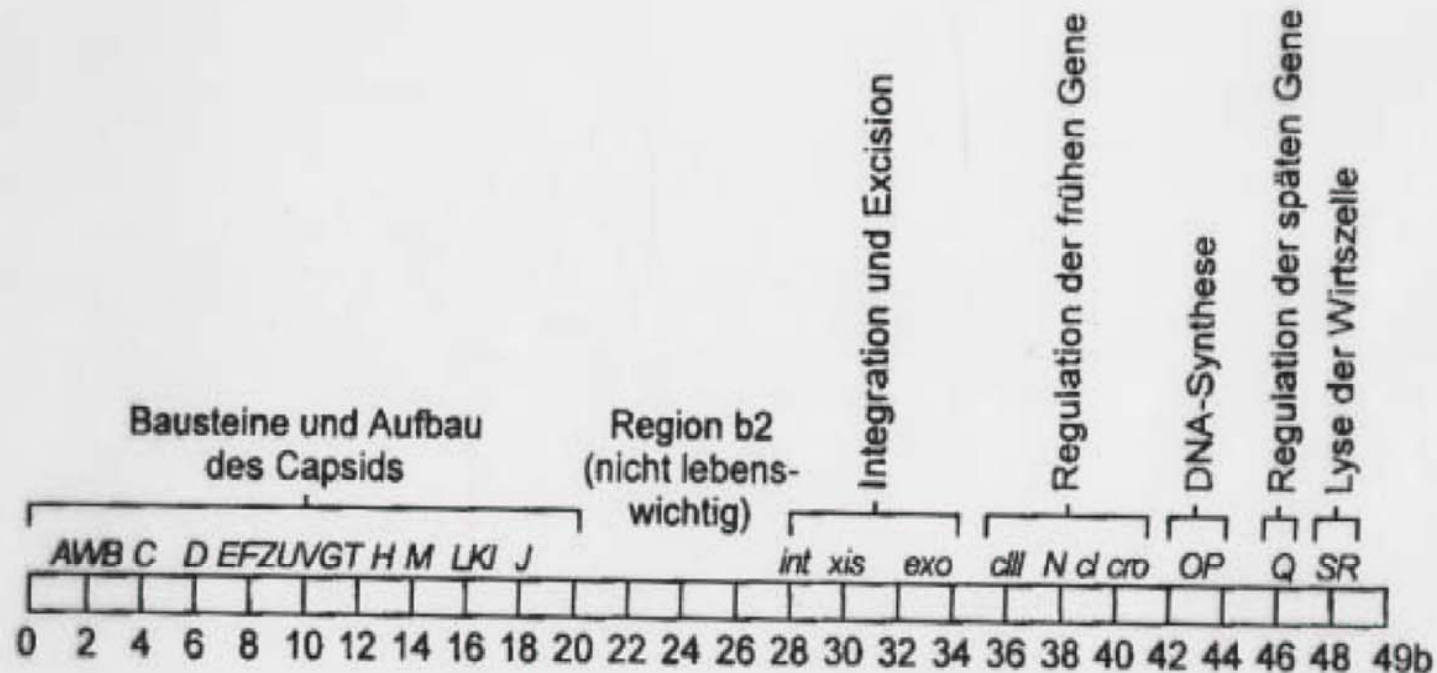 Bausteine und Aufbau
des Capsids
Region b2
(nicht lebens-
wichtig)
Integration und Excision
Regulation der frühen Gene
DNA-Synthese
Regulation der späten Gene
Lyse der Wirtszelle
AWB C D EFZUVGT H M LKI J int xis exo cIII N cI cro OP Q SR
0 2 4 6 8 10 12 14 16 18 20 22 24 26 28 30 32 34 36 38 40 42 44 46 48 49b